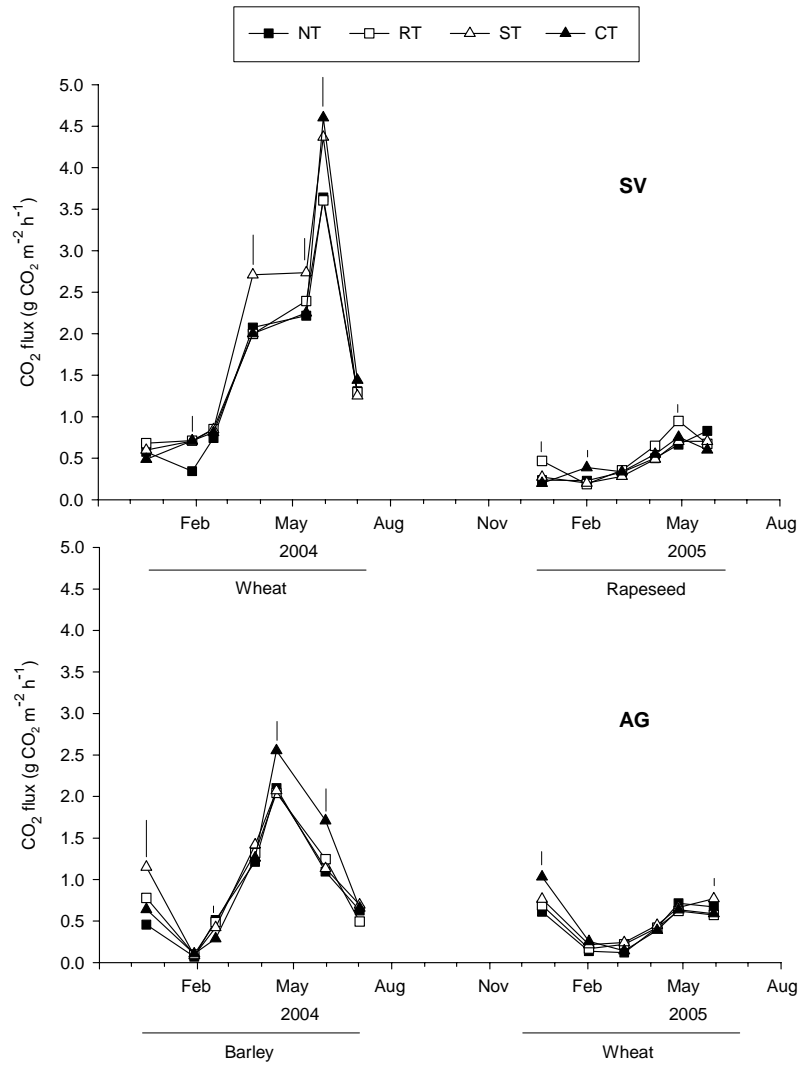 NT RT ST CT
5.0
4.5
4.0
3.5
3.0
2.5
2.0
1.5
1.0
0.5
0.0
CO₂ flux (g CO₂ m⁻² h⁻¹)
SV
Feb May Aug Nov Feb May Aug
2004 2005
Wheat Rapeseed
5.0
4.5
4.0
3.5
3.0
2.5
2.0
1.5
1.0
0.5
0.0
CO₂ flux (g CO₂ m⁻² h⁻¹)
AG
Feb May Aug Nov Feb May Aug
2004 2005
Barley Wheat